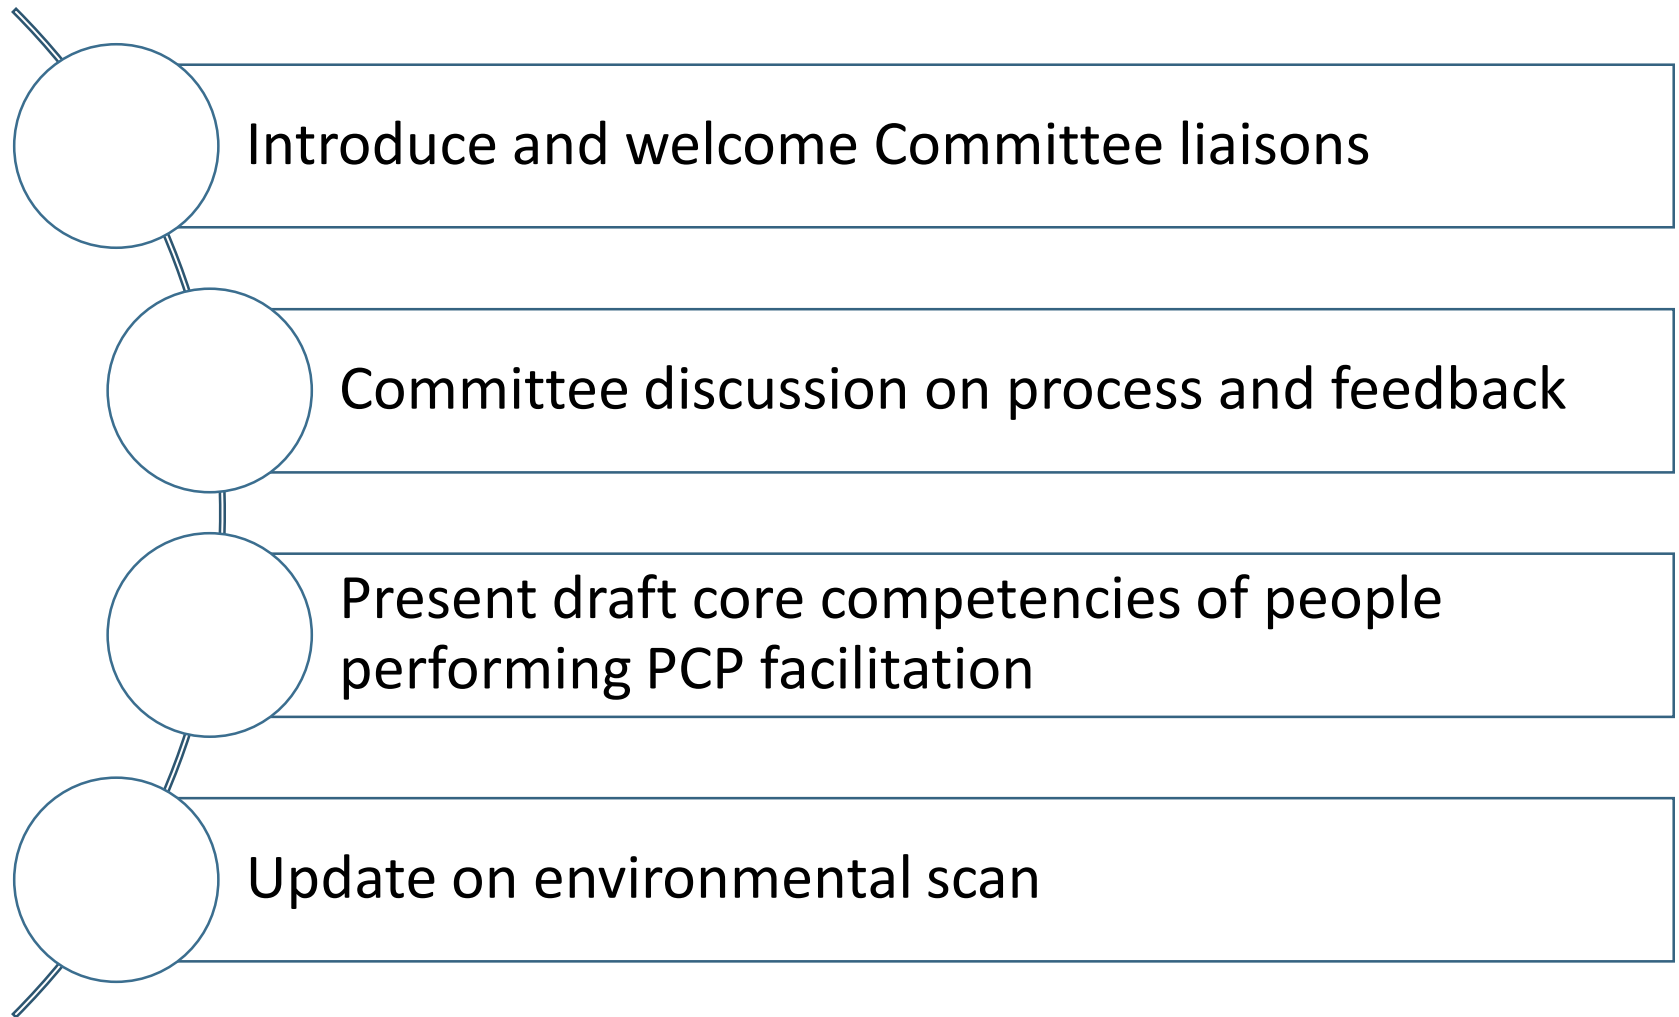 Introduce and welcome Committee liaisons
Committee discussion on process and feedback
Present draft core competencies of people
performing PCP facilitation
Update on environmental scan